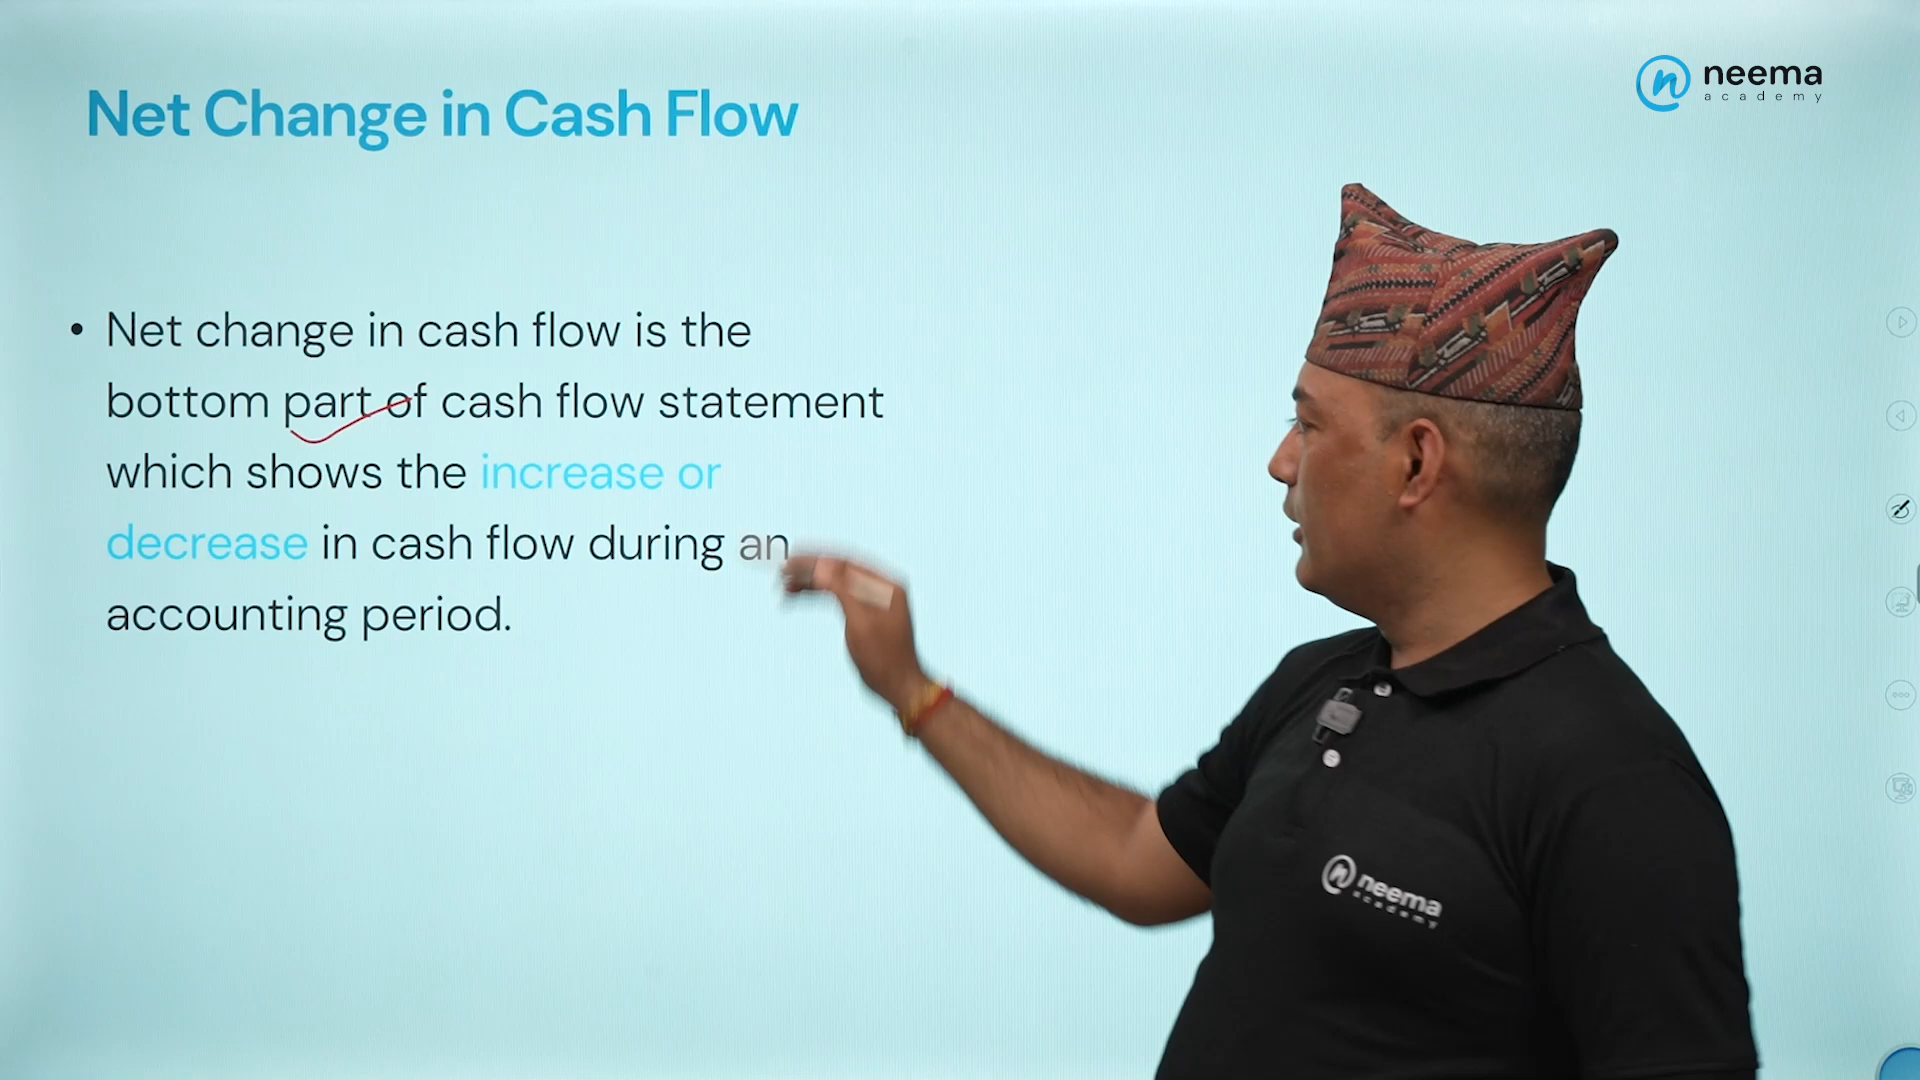 Net Change in Cash Flow
neema
academy
• Net change in cash flow is the
bottom part of cash flow statement
which shows the increase or
decrease in cash flow during an
accounting period.
neema
academy